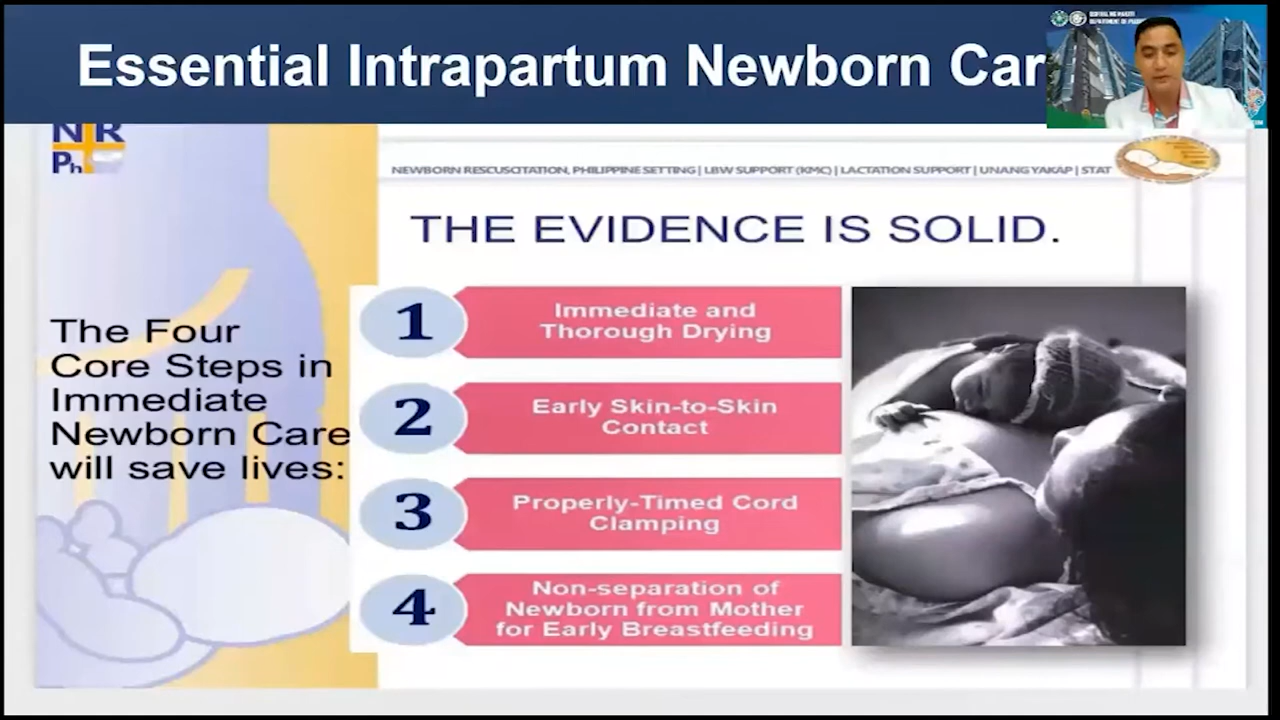 Essential Intrapartum Newborn Car
NRPh
NEWBORN RESCUSCITATION, PHILIPPINE SETTING | LBW SUPPORT (KMC) | LACTATION SUPPORT | UNANG YAKAP | STAT
THE EVIDENCE IS SOLID.
The Four
Core Steps in
Immediate
Newborn Care
will save lives:
1
Immediate and
Thorough Drying
2
Early Skin-to-Skin
Contact
3
Properly-Timed Cord
Clamping
4
Non-separation of
Newborn from Mother
for Early Breastfeeding